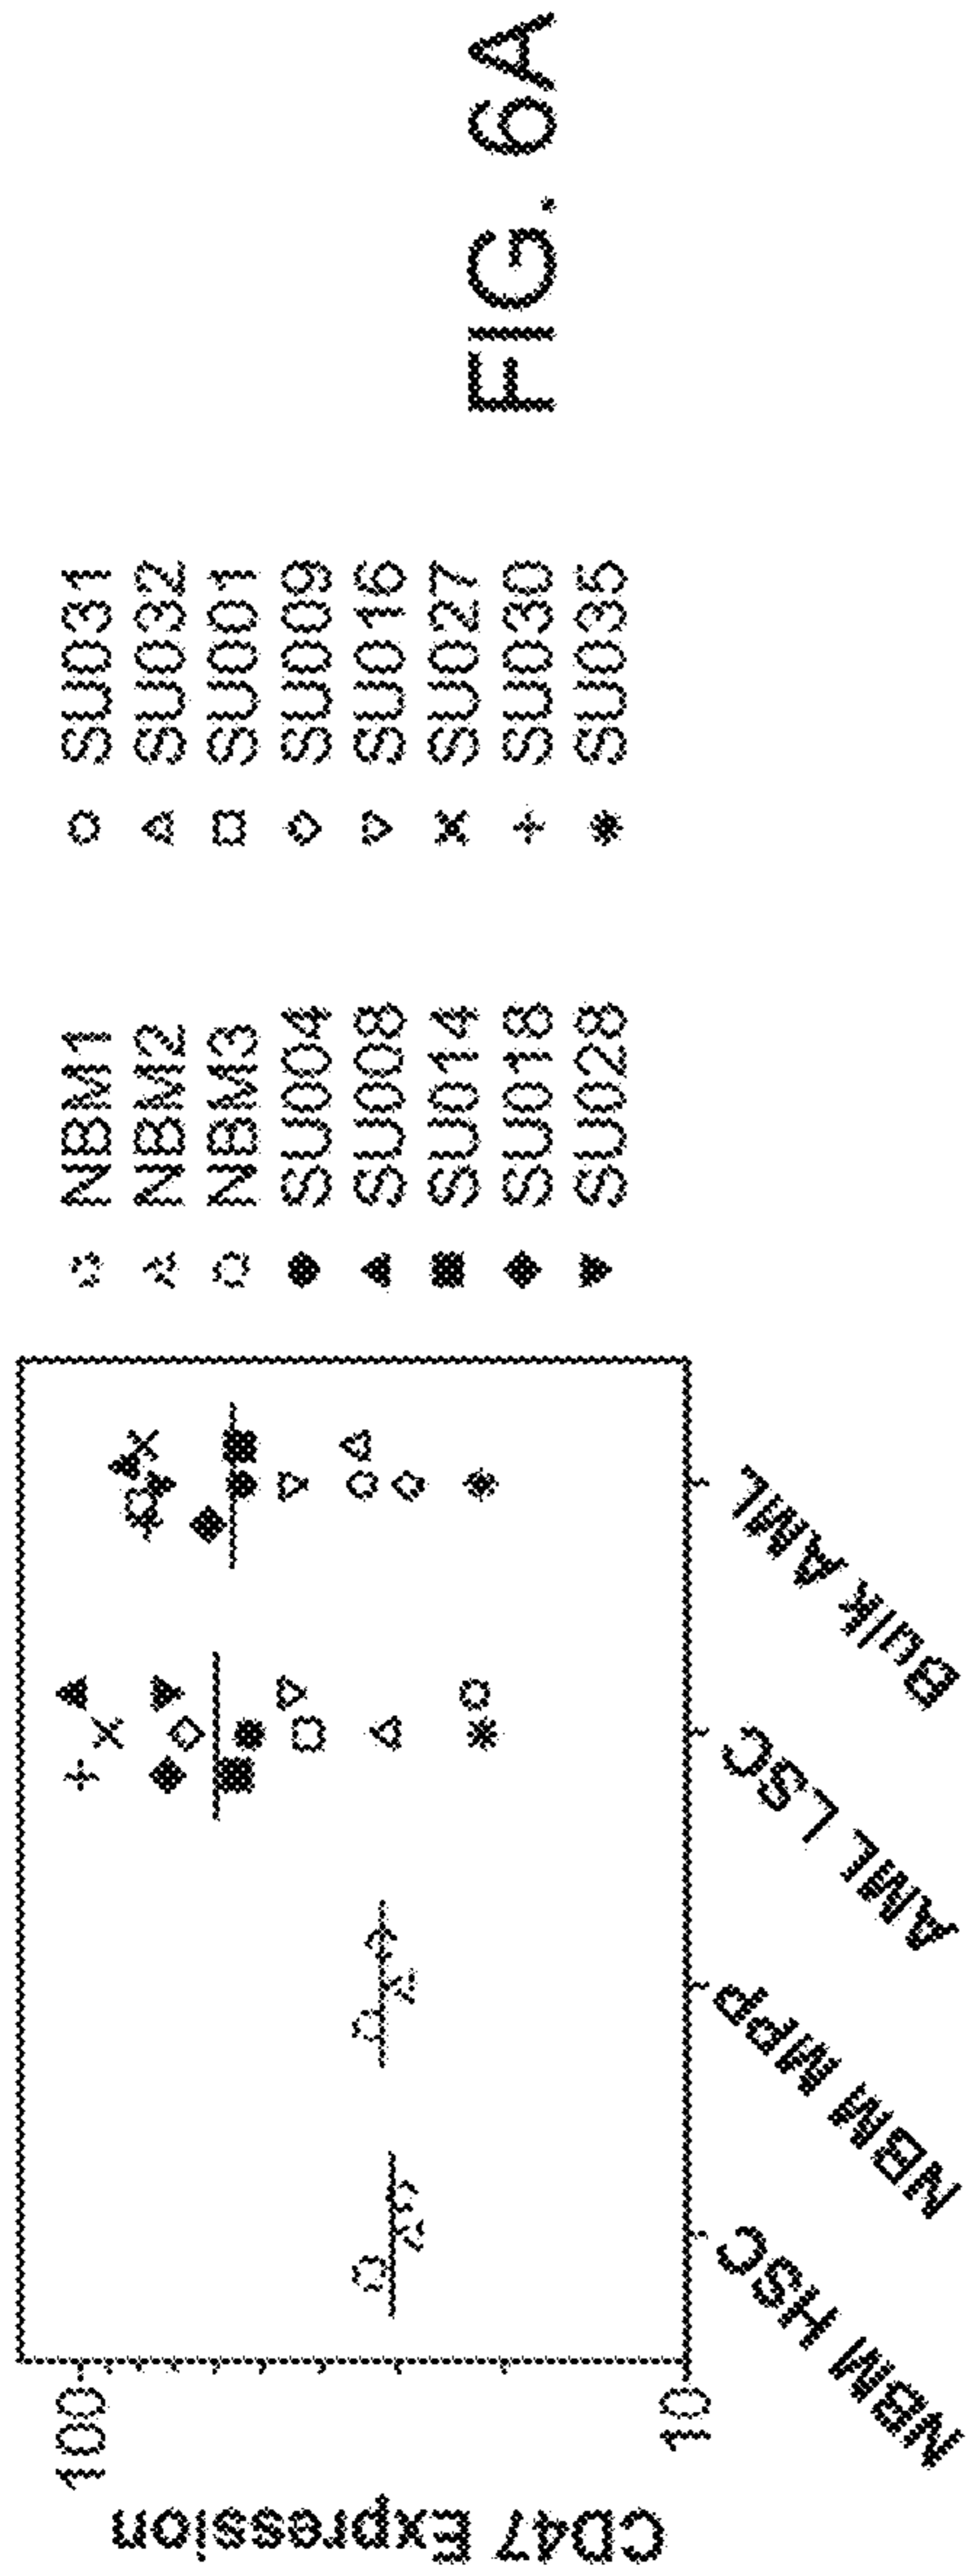 CD47 Expression
100
10
NBM HSC
NBM MPP
AML LSC
Bulk AML
NBM1
NBM2
NBM3
SU004
SU008
SU014
SU018
SU028
SU031
SU032
SU001
SU009
SU016
SU027
SU030
SU035
FIG. 6A